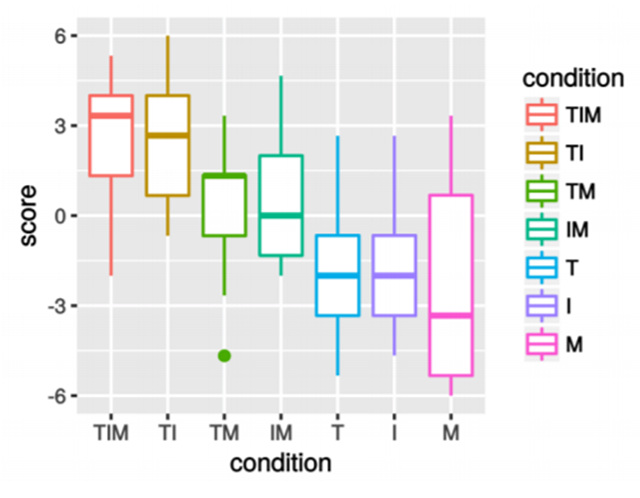 6
3
0
-3
-6
score
TIM TI TM IM T I M
condition
condition
TIM
TI
TM
IM
T
I
M